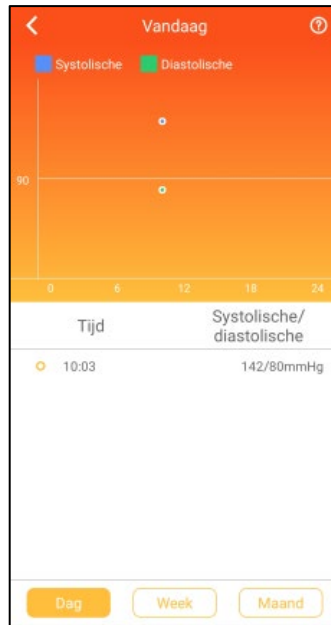 Vandaag
Systolische Diastolische
90
0 6 12 18 24
Tijd Systolische/
diastolische
10:03 142/80mmHg
Dag Week Maand